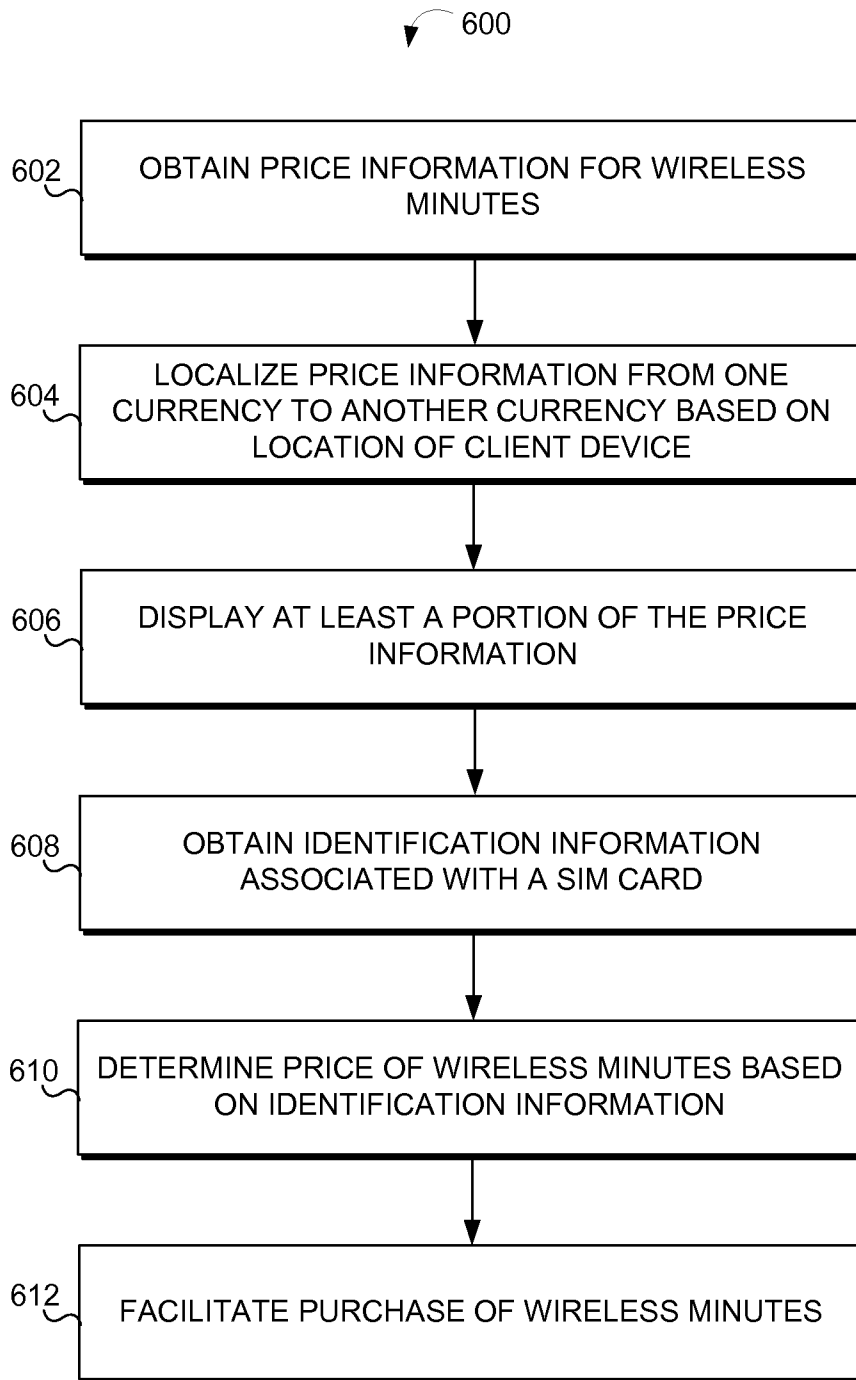 600
602
OBTAIN PRICE INFORMATION FOR WIRELESS
MINUTES
604
LOCALIZE PRICE INFORMATION FROM ONE
CURRENCY TO ANOTHER CURRENCY BASED ON
LOCATION OF CLIENT DEVICE
606
DISPLAY AT LEAST A PORTION OF THE PRICE
INFORMATION
608
OBTAIN IDENTIFICATION INFORMATION
ASSOCIATED WITH A SIM CARD
610
DETERMINE PRICE OF WIRELESS MINUTES BASED
ON IDENTIFICATION INFORMATION
612
FACILITATE PURCHASE OF WIRELESS MINUTES